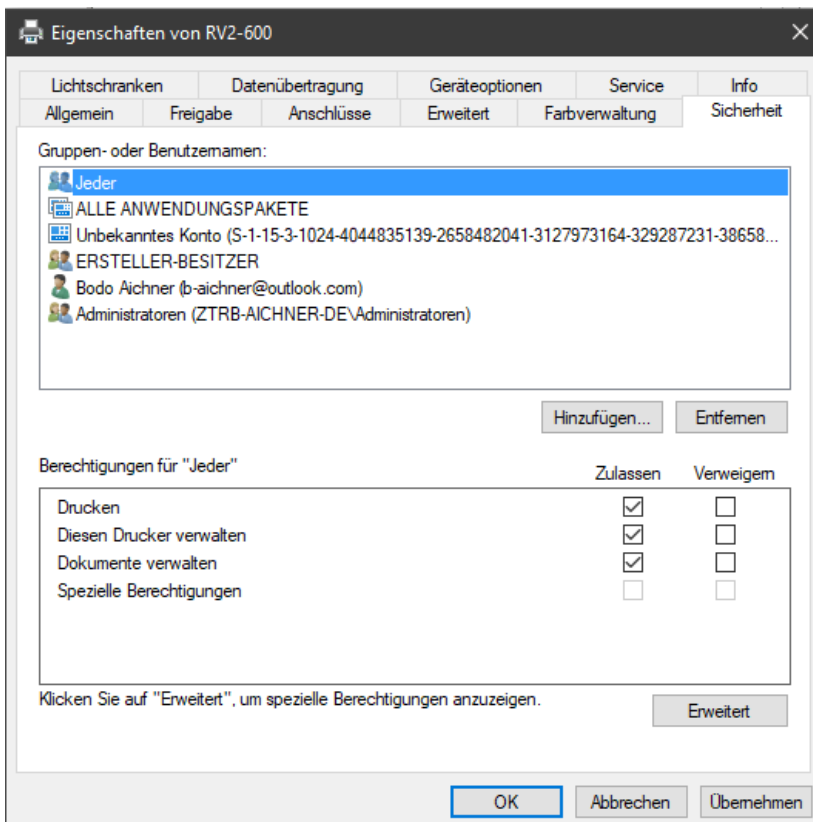 Eigenschaften von RV2-600
Lichtschranken Datenübertragung Geräteoptionen Service Info
Allgemein Freigabe Anschlüsse Erweitert Farbverwaltung Sicherheit
Gruppen- oder Benutzernamen:
Jeder
ALLE ANWENDUNGSPAKETE
Unbekanntes Konto (S-1-15-3-1024-4044835139-2658482041-3127973164-329287231-38658...
ERSTELLER-BESITZER
Bodo Aichner (b-aichner@outlook.com)
Administratoren (ZTRB-AICHNER-DE\Administratoren)
Hinzufügen... Entfernen
Berechtigungen für "Jeder" Zulassen Verweigern
Drucken
Diesen Drucker verwalten
Dokumente verwalten
Spezielle Berechtigungen
Klicken Sie auf "Erweitert", um spezielle Berechtigungen anzuzeigen.
Erweitert
OK Abbrechen Übernehmen